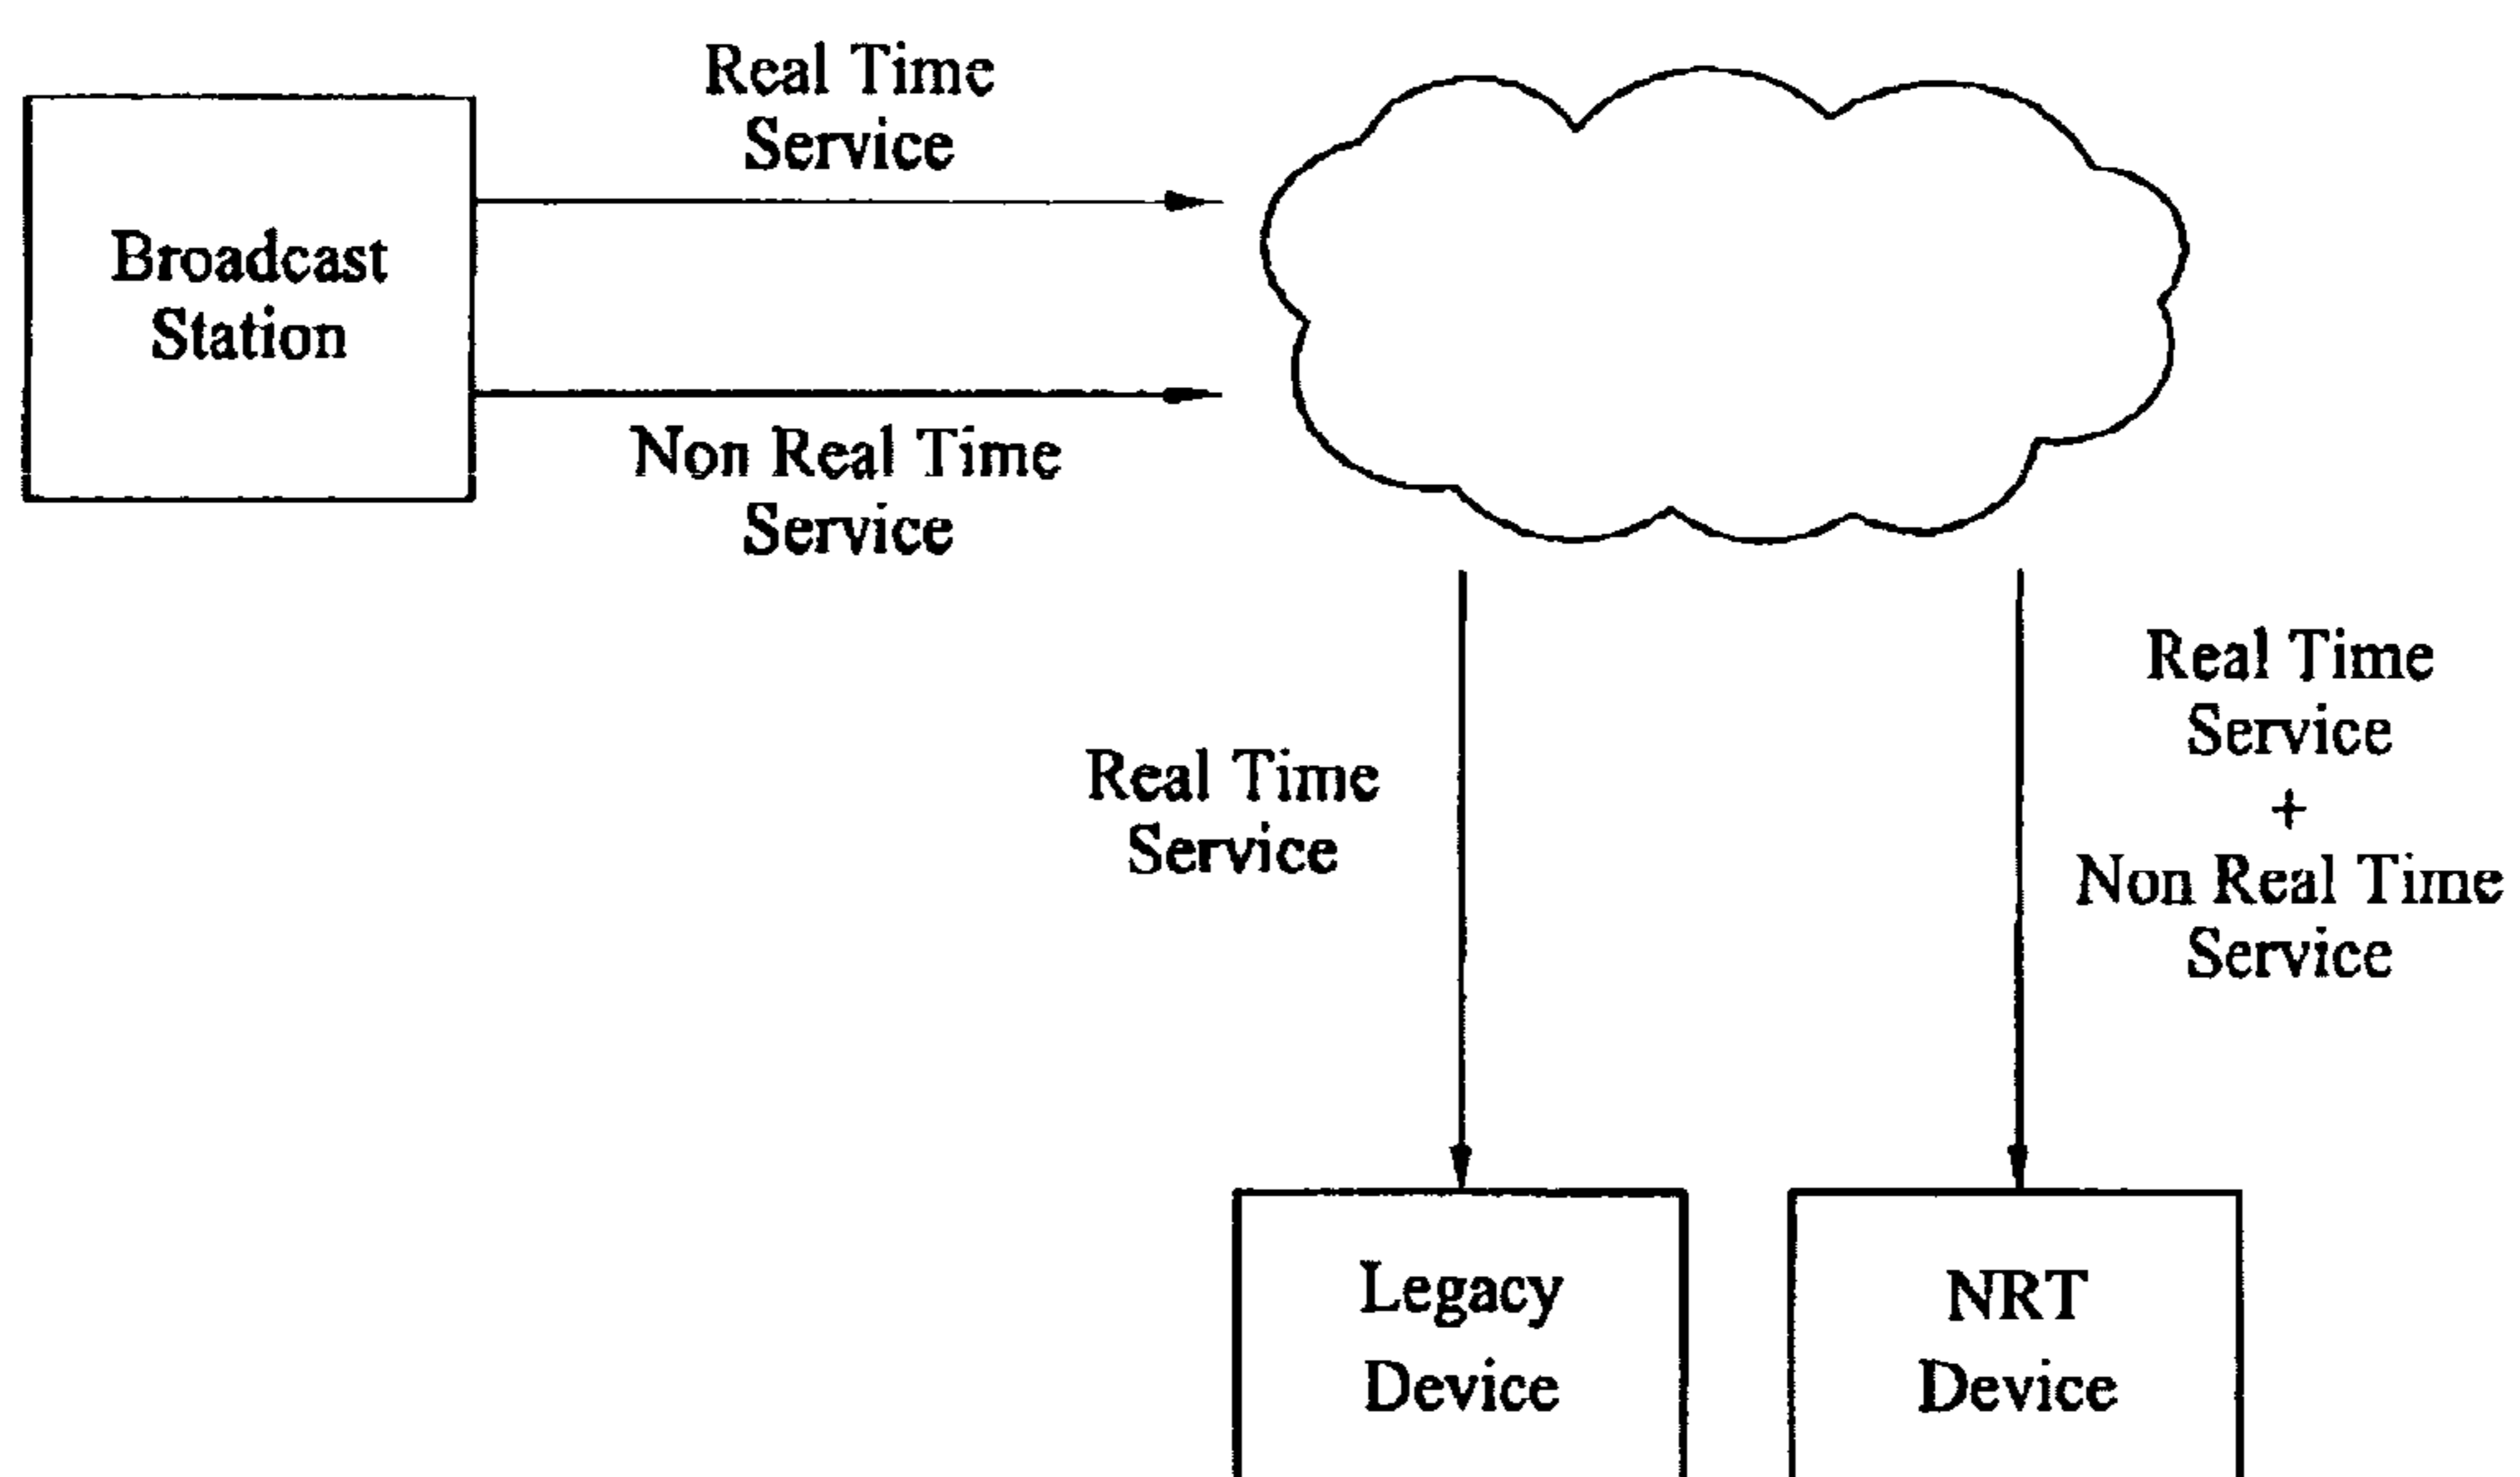 Real Time
Service
Broadcast
Station
Non Real Time
Service
Real Time
Service
Real Time
Service
+
Non Real Time
Service
Legacy
Device
NRT
Device